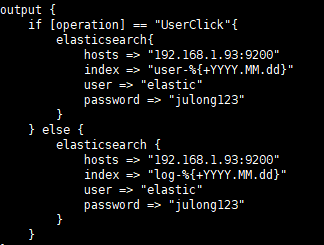 output {
    if [operation] == "UserClick"{
        elasticsearch{
            hosts => "192.168.1.93:9200"
            index => "user-%{+YYYY.MM.dd}"
            user => "elastic"
            password => "julong123"
        }
    } else {
        elasticsearch {
            hosts => "192.168.1.93:9200"
            index => "log-%{+YYYY.MM.dd}"
            user => "elastic"
            password => "julong123"
        }
    }